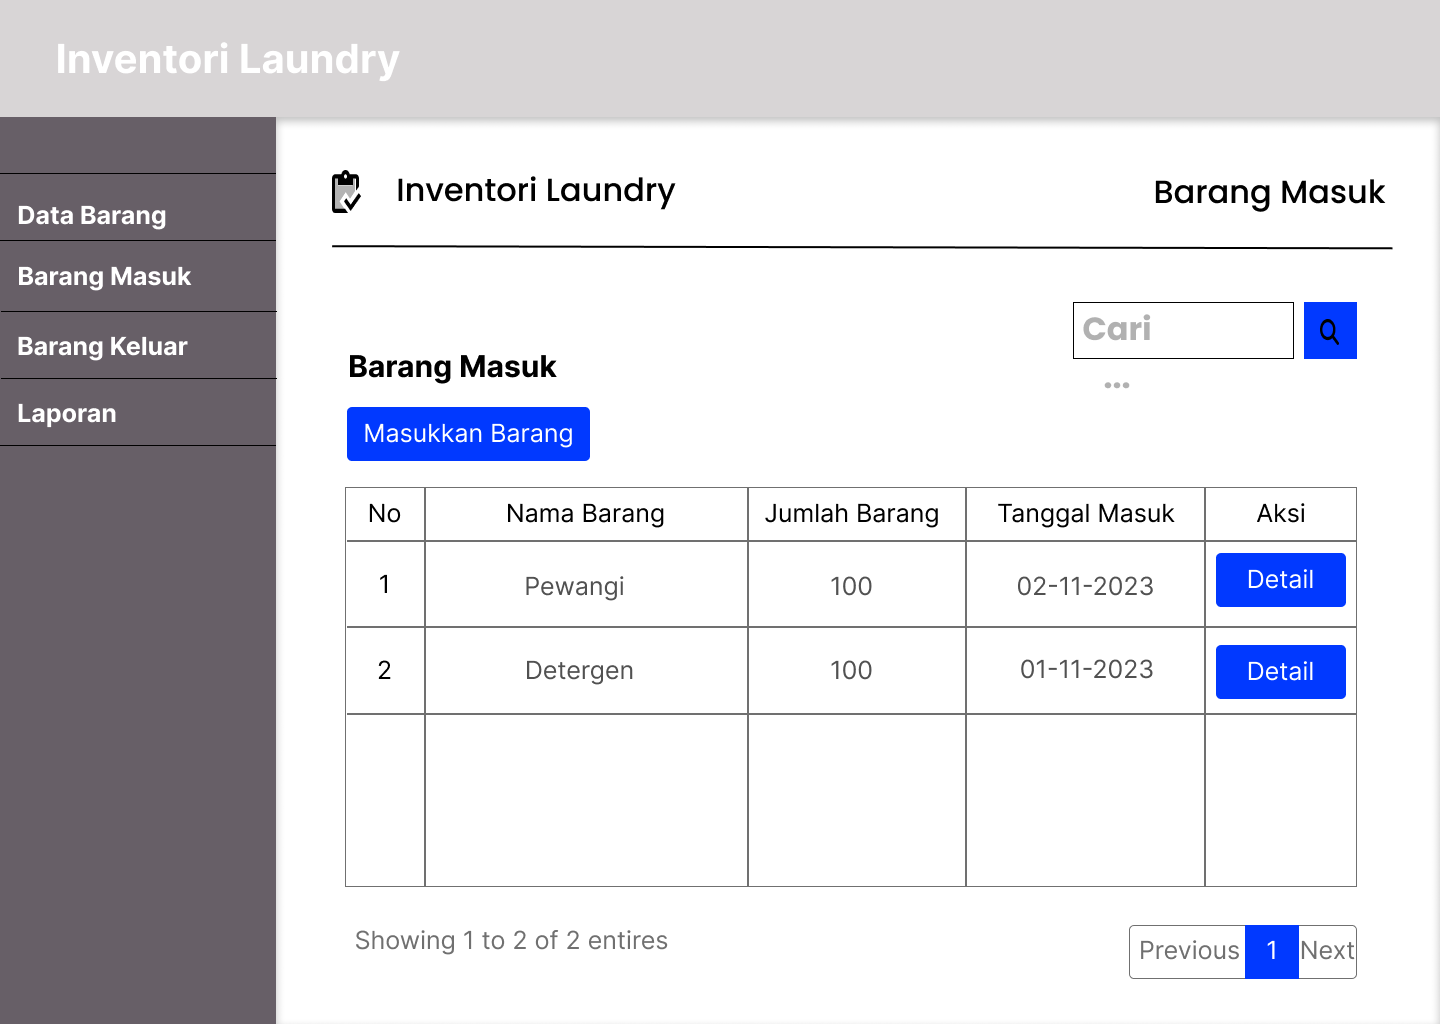 Inventori Laundry
Data Barang
Barang Masuk
Barang Keluar
Laporan
Inventori Laundry
Barang Masuk
Cari
...
Barang Masuk
Masukkan Barang
No Nama Barang Jumlah Barang Tanggal Masuk Aksi
1 Pewangi 100 02-11-2023 Detail
2 Detergen 100 01-11-2023 Detail
Showing 1 to 2 of 2 entires
Previous 1 Next